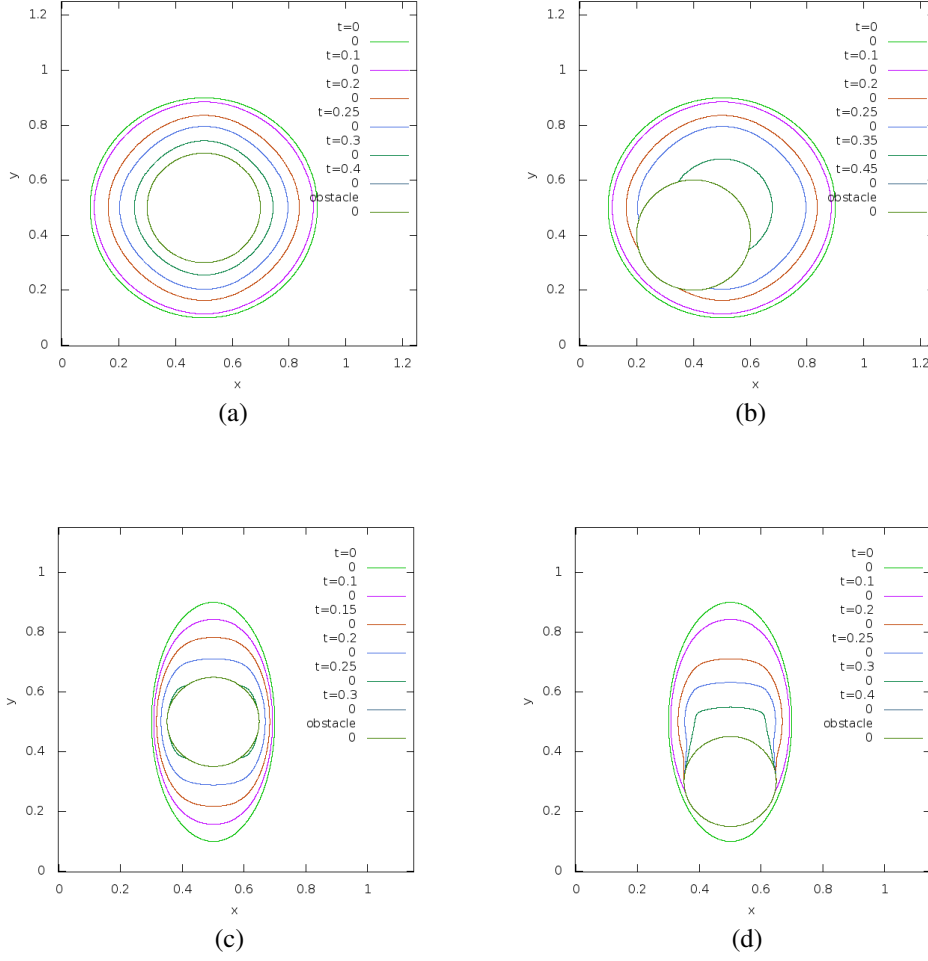 t=0
0
t=0.1
0
t=0.2
0
t=0.25
0
t=0.3
0
t=0.4
0
obstacle
0
1.2
1
0.8
0.6
0.4
0.2
0
y
0 0.2 0.4 0.6 0.8 1 1.2
x
(a)
t=0
0
t=0.1
0
t=0.2
0
t=0.25
0
t=0.35
0
t=0.45
0
obstacle
0
1.2
1
0.8
0.6
0.4
0.2
0
y
0 0.2 0.4 0.6 0.8 1 1.2
x
(b)
t=0
0
t=0.1
0
t=0.15
0
t=0.2
0
t=0.25
0
t=0.3
0
obstacle
0
1
0.8
0.6
0.4
0.2
0
y
0 0.2 0.4 0.6 0.8 1
x
(c)
t=0
0
t=0.1
0
t=0.2
0
t=0.25
0
t=0.3
0
t=0.4
0
obstacle
0
1
0.8
0.6
0.4
0.2
0
y
0 0.2 0.4 0.6 0.8 1
x
(d)